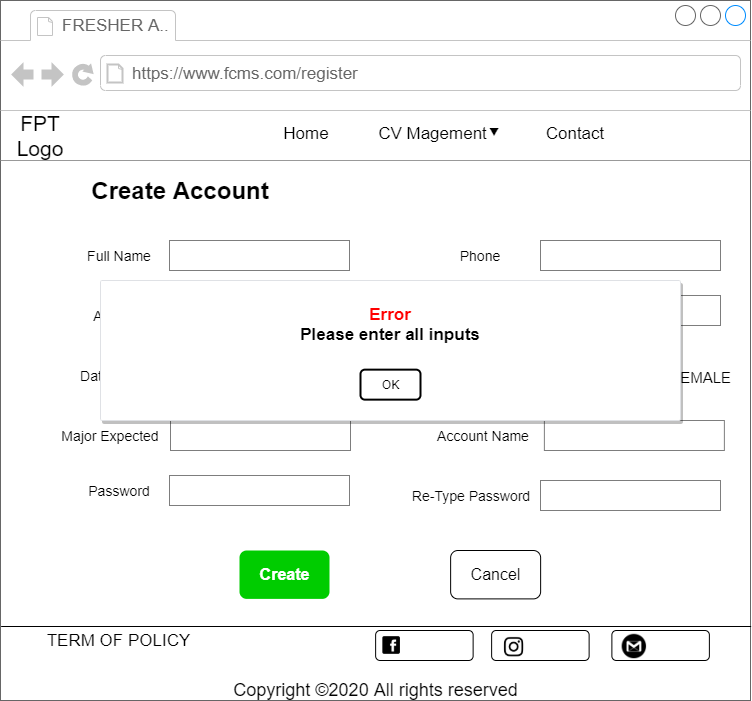 FRESHER A..
https://www.fcms.com/register
FPT
Logo
Home CV Magement Contact
Create Account
Full Name Phone
A
Error
Please enter all inputs
Dat EMALE
OK
Major Expected Account Name
Password Re-Type Password
Create Cancel
TERM OF POLICY
Copyright ©2020 All rights reserved